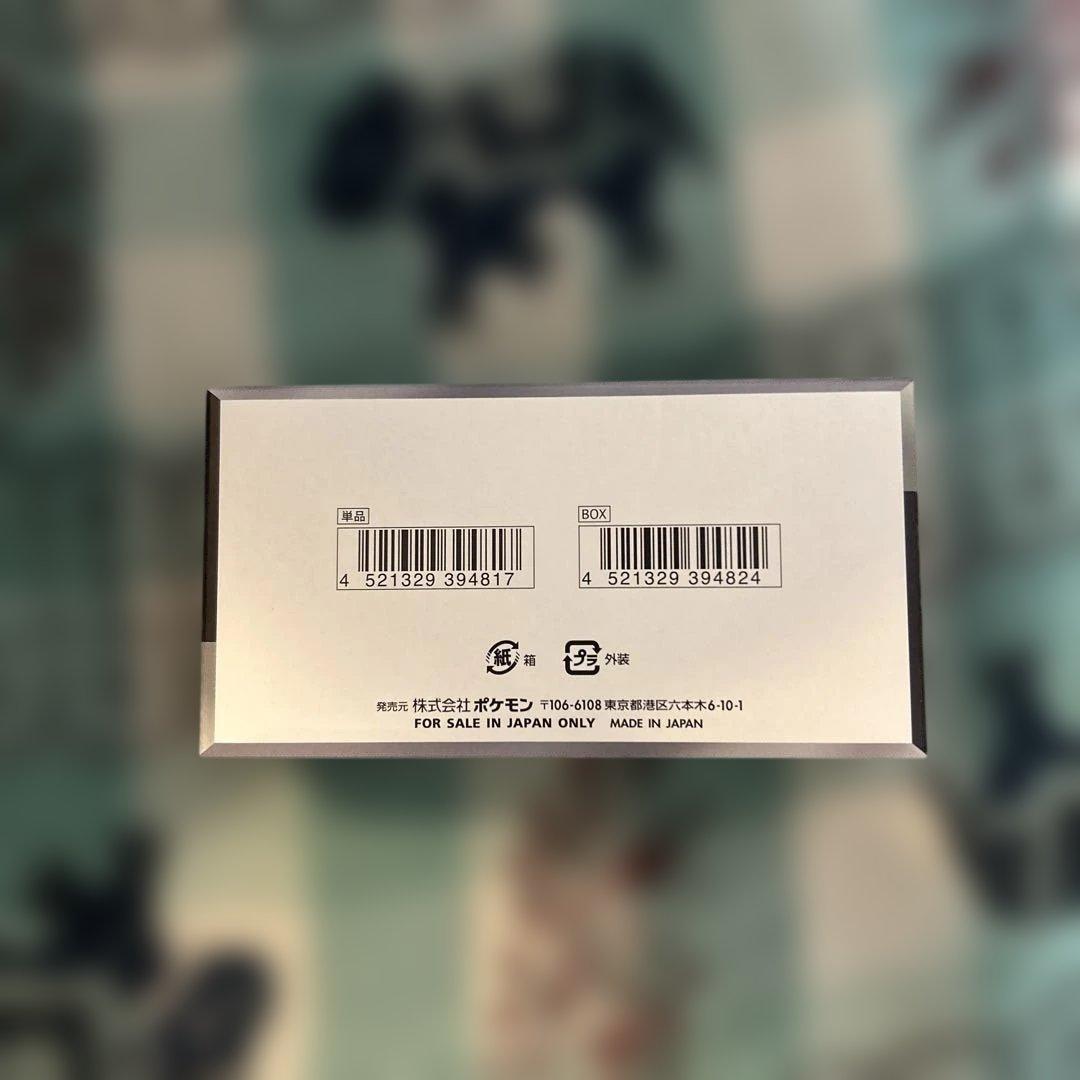 単品
4 521329 394817
BOX
4 521329 394824
紙 箱
プラ 外装
発売元 株式会社ポケモン 〒106-6108 東京都港区六本木6-10-1
FOR SALE IN JAPAN ONLY MADE IN JAPAN